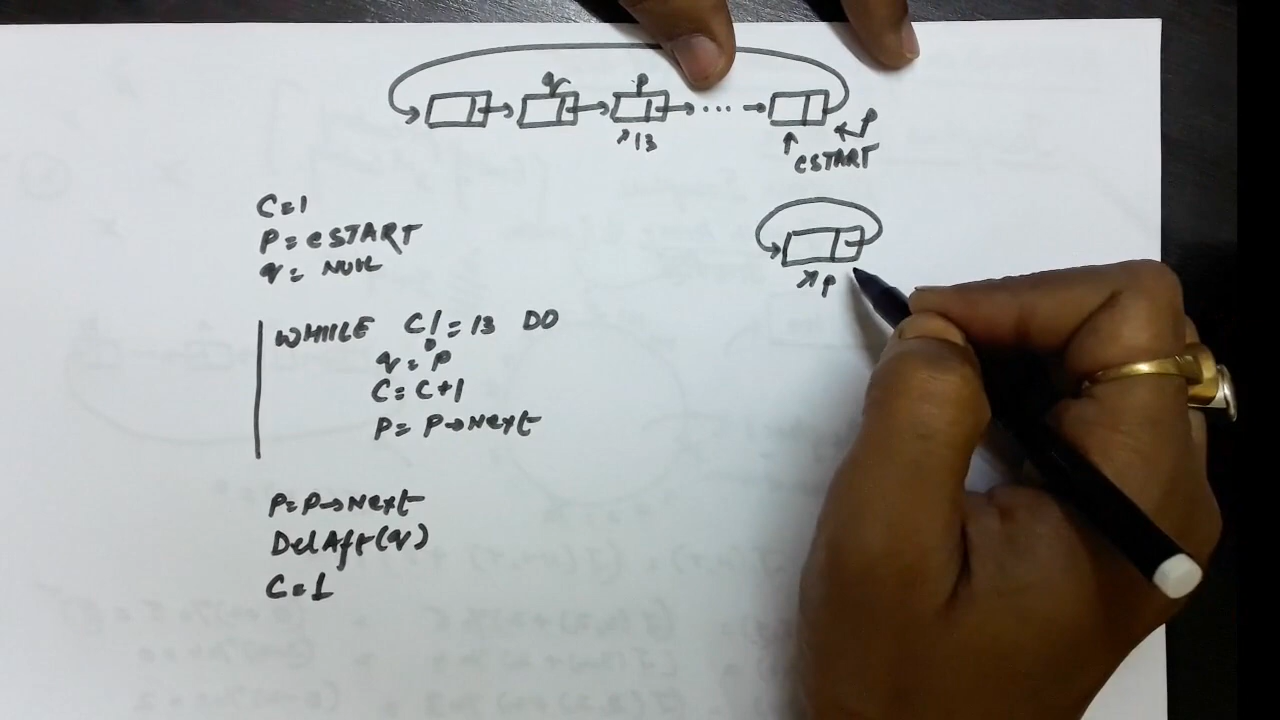 q P
13
P
CSTART
C=1
P=CSTART
q=NULL
P
WHILE C!=13 DO
q=P
C=C+1
P=P→Next
P=P→Next
DelAft(q)
C=1